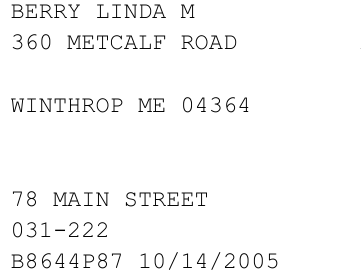 BERRY LINDA M
360 METCALF ROAD
WINTHROP ME 04364
78 MAIN STREET
031-222
B8644P87 10/14/2005